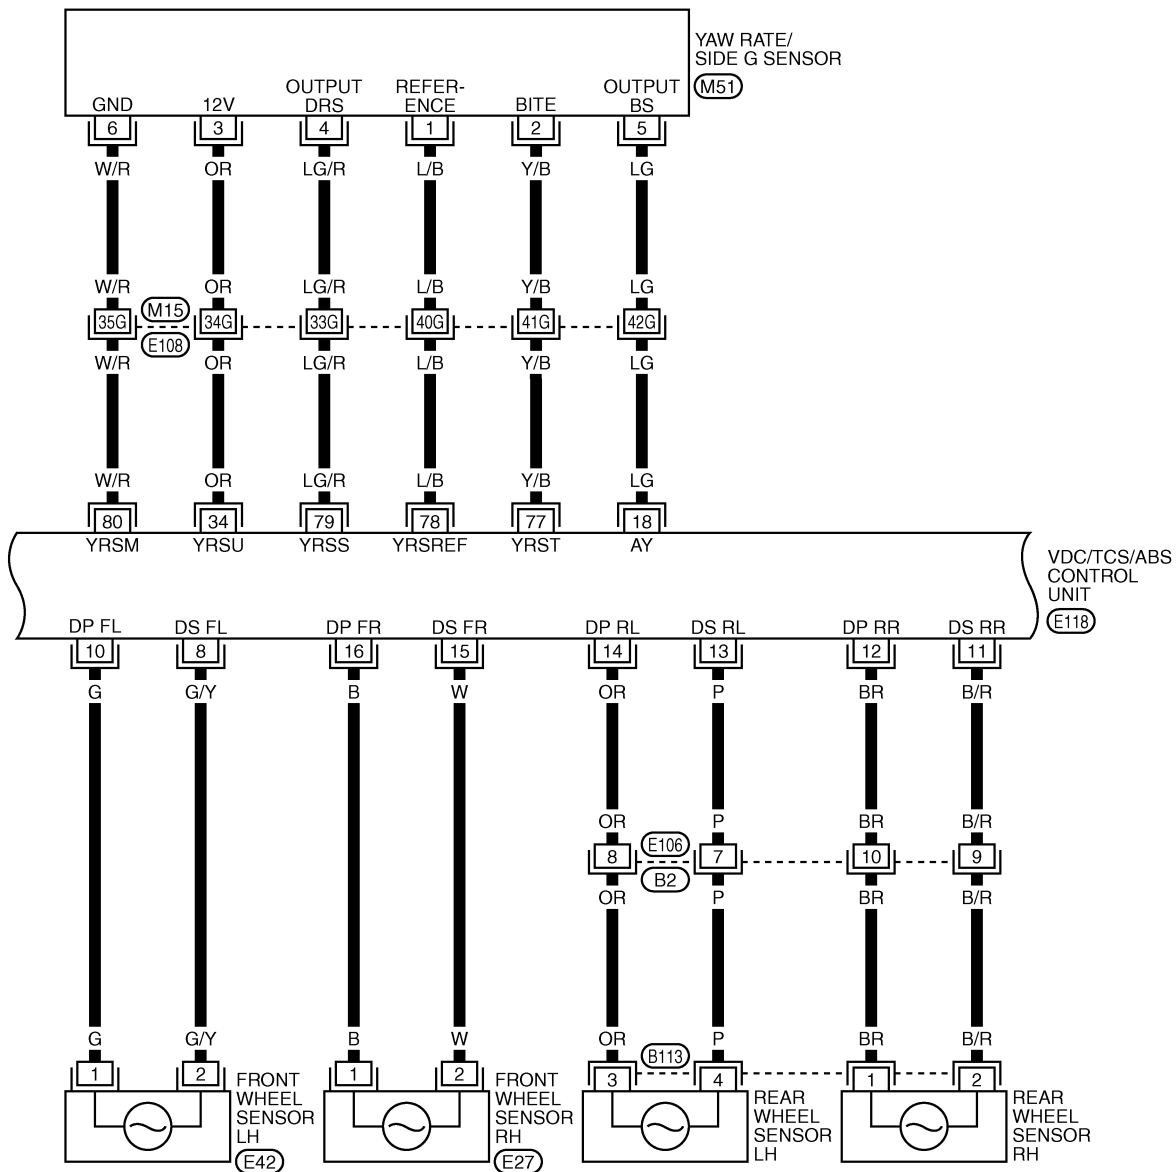 YAW RATE/
SIDE G SENSOR
M51
GND 12V OUTPUT DRS REFER-ENCE BITE OUTPUT BS
6 3 4 1 2 5
W/R OR LG/R L/B Y/B LG
W/R OR LG/R L/B Y/B LG
M15
35G 34G 33G 40G 41G 42G
E108
W/R OR LG/R L/B Y/B LG
W/R OR LG/R L/B Y/B LG
80 34 79 78 77 18
YRSM YRSU YRSS YRSREF YRST AY
VDC/TCS/ABS
CONTROL
UNIT
E118
DP FL DS FL DP FR DS FR DP RL DS RL DP RR DS RR
10 8 16 15 14 13 12 11
G G/Y B W OR P BR B/R
OR P BR B/R
E106
8 7 10 9
B2
OR P BR B/R
G G/Y B W OR P BR B/R
B113
1 2 1 2 3 4 1 2
FRONT
WHEEL
SENSOR
LH
E42
FRONT
WHEEL
SENSOR
RH
E27
REAR
WHEEL
SENSOR
LH
REAR
WHEEL
SENSOR
RH